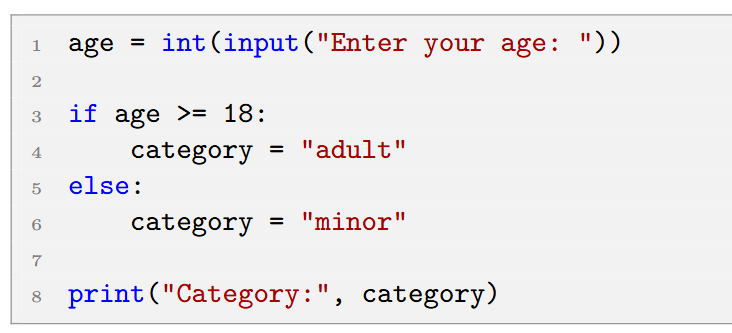 1 age = int(input("Enter your age: "))
2
3 if age >= 18:
4     category = "adult"
5 else:
6     category = "minor"
7
8 print("Category:", category)